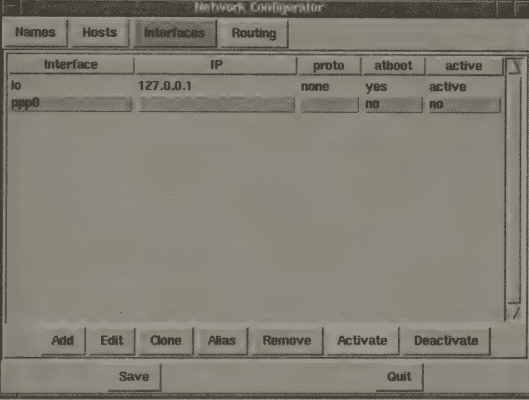 Network Configurator
Names Hosts Interfaces Routing
Interface IP proto atboot active
lo 127.0.0.1 none yes active
ppp0 no no
Add Edit Clone Alias Remove Activate Deactivate
Save Quit